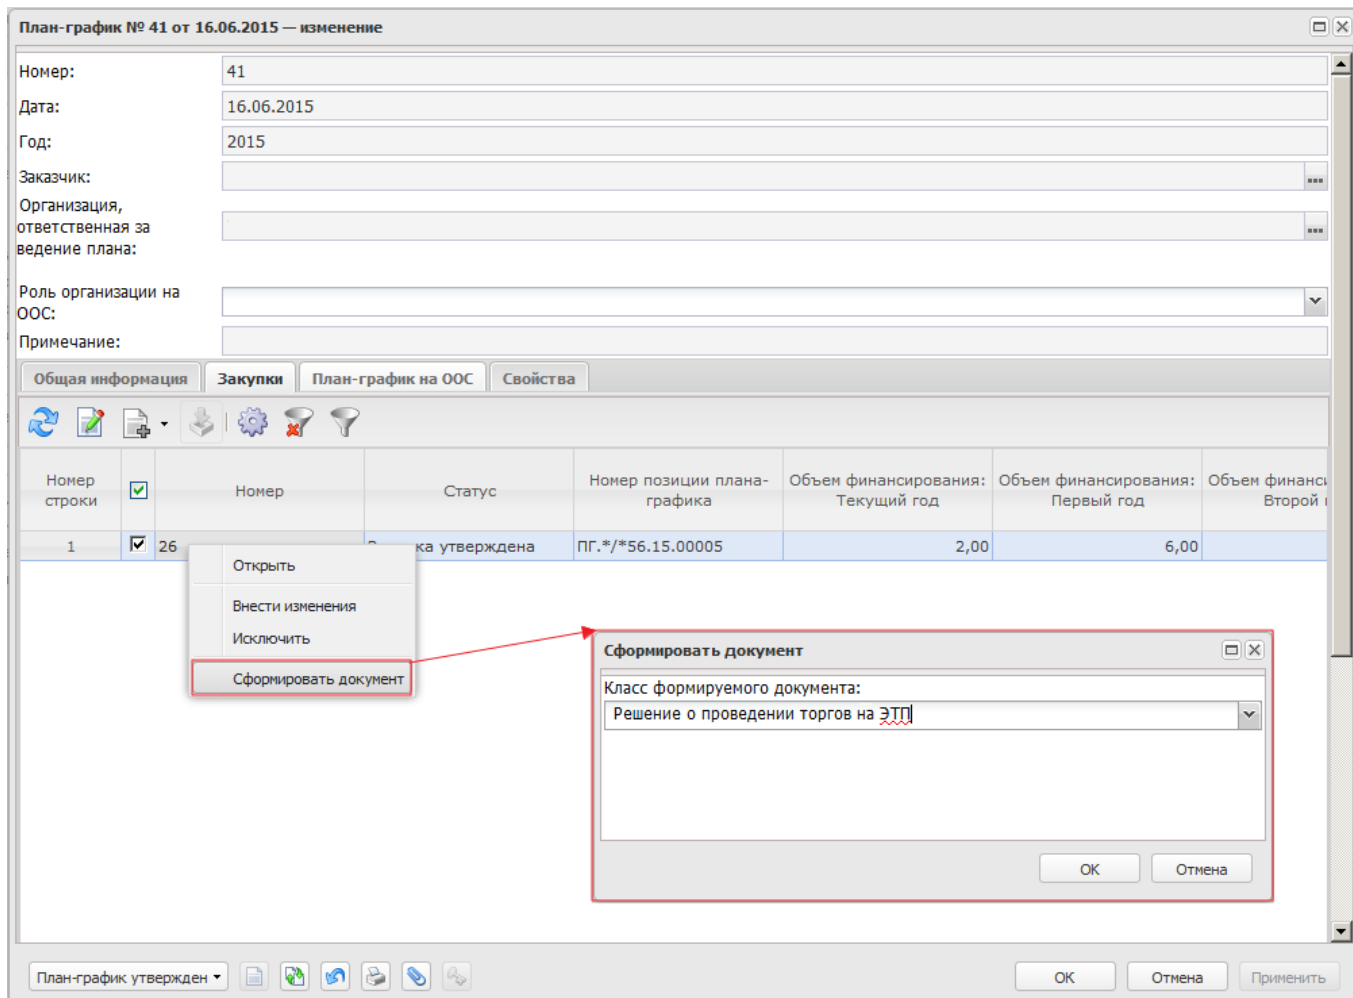 План-график № 41 от 16.06.2015 — изменение
Номер:
41
Дата:
16.06.2015
Год:
2015
Заказчик:
Организация,
ответственная за
ведение плана:
Роль организации на
ООС:
Примечание:
Общая информация
Закупки
План-график на ООС
Свойства
Номер
строки
Номер
Статус
Номер позиции плана-
графика
Объем финансирования:
Текущий год
Объем финансирования:
Первый год
Объем финанси
Второй
1
26
ка утверждена
ПГ.*/*56.15.00005
2,00
6,00
Открыть
Внести изменения
Исключить
Сформировать документ
Сформировать документ
Класс формируемого документа:
Решение о проведении торгов на ЭТП
ОК
Отмена
План-график утвержден
ОК
Отмена
Применить